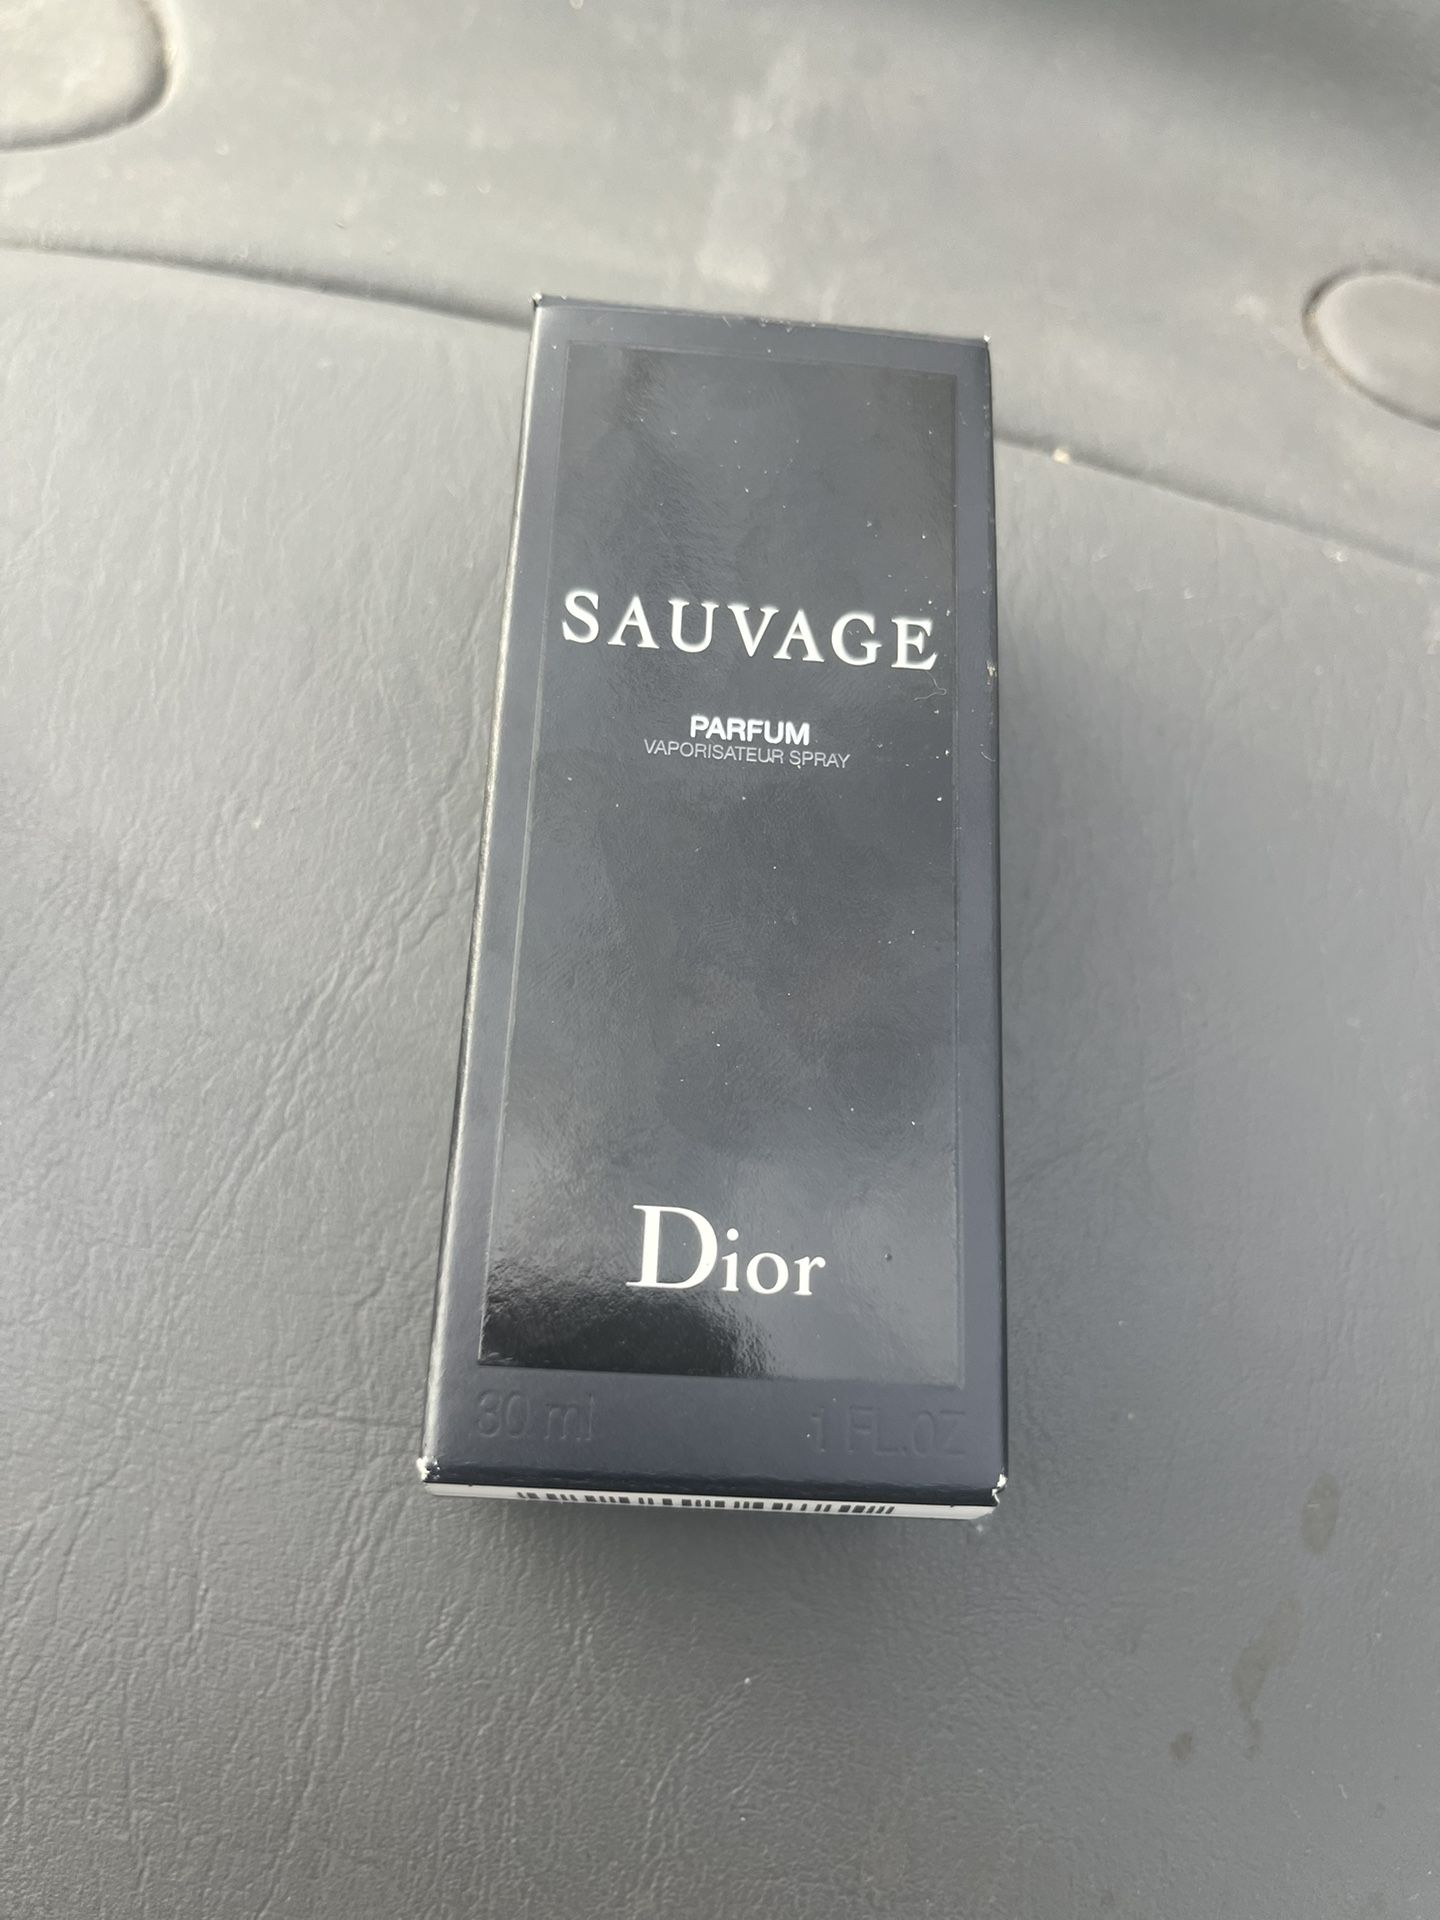 SAUVAGE
PARFUM
VAPORISATEUR SPRAY
Dior
30 ml 1 FL.OZ